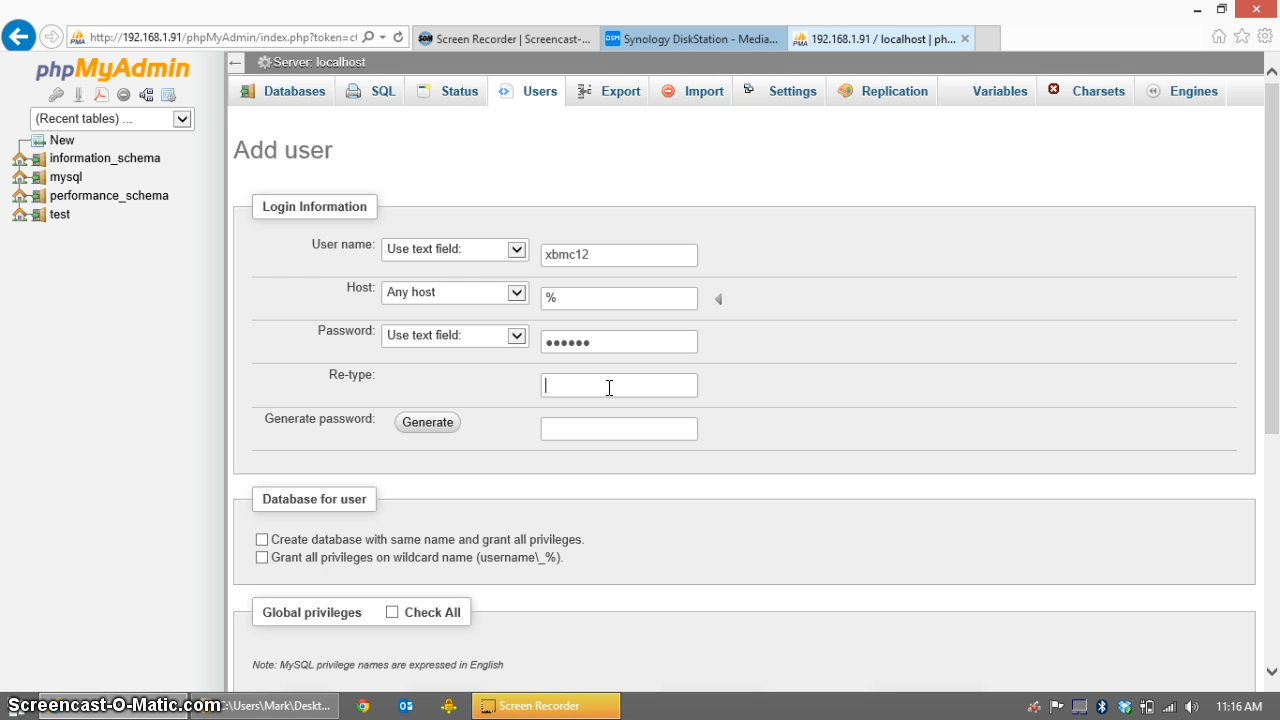 http://192.168.1.91/phpMyAdmin/index.php?token=cl
Screen Recorder | Screencast-...
Synology DiskStation - Media...
192.168.1.91 / localhost | ph...
phpMyAdmin
(Recent tables) ...
New
information_schema
mysql
performance_schema
test
Server: localhost
Databases
SQL
Status
Users
Export
Import
Settings
Replication
Variables
Charsets
Engines
Add user
Login Information
User name: Use text field: xbmc12
Host: Any host %
Password: Use text field: ••••••
Re-type:
Generate password: Generate
Database for user
Create database with same name and grant all privileges.
Grant all privileges on wildcard name (username\_%).
Global privileges Check All
Note: MySQL privilege names are expressed in English
Screencast-O-Matic.com
C:\Users\Mark\Deskt...
Screen Recorder
11:16 AM